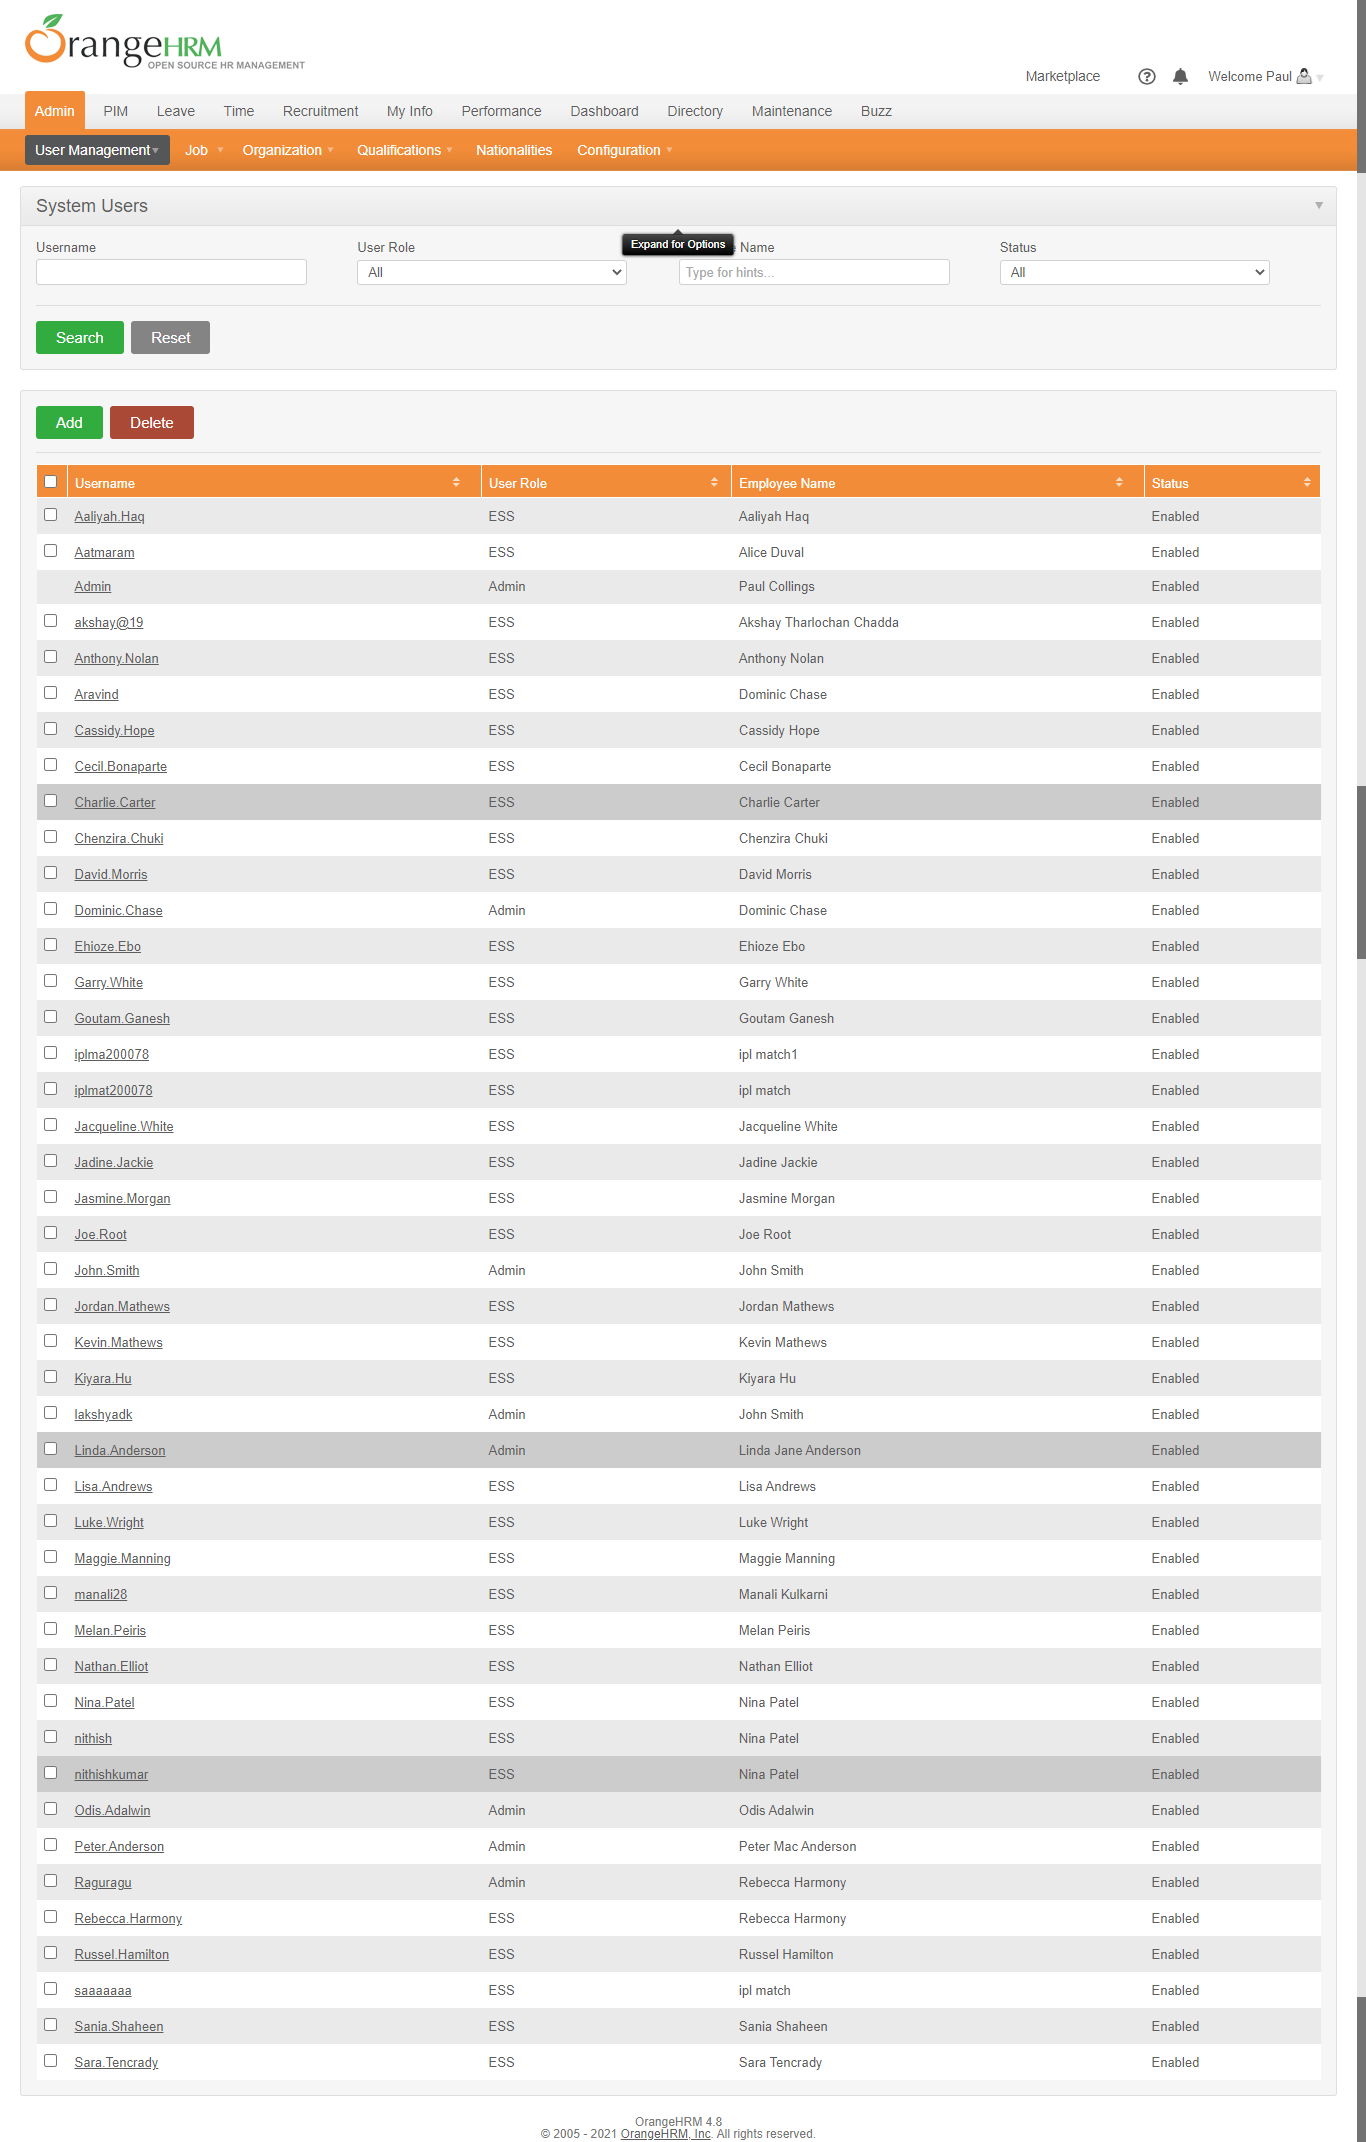 OrangeHRM
OPEN SOURCE HR MANAGEMENT
Marketplace Welcome Paul
Admin PIM Leave Time Recruitment My Info Performance Dashboard Directory Maintenance Buzz
User Management Job Organization Qualifications Nationalities Configuration
System Users
Username User Role Name Status
Expand for Options
All Type for hints... All
Search Reset
Add Delete
Username User Role Employee Name Status
Aaliyah.Haq ESS Aaliyah Haq Enabled
Aatmaram ESS Alice Duval Enabled
Admin Admin Paul Collings Enabled
akshay@19 ESS Akshay Tharlochan Chadda Enabled
Anthony.Nolan ESS Anthony Nolan Enabled
Aravind ESS Dominic Chase Enabled
Cassidy.Hope ESS Cassidy Hope Enabled
Cecil.Bonaparte ESS Cecil Bonaparte Enabled
Charlie.Carter ESS Charlie Carter Enabled
Chenzira.Chuki ESS Chenzira Chuki Enabled
David.Morris ESS David Morris Enabled
Dominic.Chase Admin Dominic Chase Enabled
Ehioze.Ebo ESS Ehioze Ebo Enabled
Garry.White ESS Garry White Enabled
Goutam.Ganesh ESS Goutam Ganesh Enabled
iplma200078 ESS ipl match1 Enabled
iplmat200078 ESS ipl match Enabled
Jacqueline.White ESS Jacqueline White Enabled
Jadine.Jackie ESS Jadine Jackie Enabled
Jasmine.Morgan ESS Jasmine Morgan Enabled
Joe.Root ESS Joe Root Enabled
John.Smith Admin John Smith Enabled
Jordan.Mathews ESS Jordan Mathews Enabled
Kevin.Mathews ESS Kevin Mathews Enabled
Kiyara.Hu ESS Kiyara Hu Enabled
lakshyadk Admin John Smith Enabled
Linda.Anderson Admin Linda Jane Anderson Enabled
Lisa.Andrews ESS Lisa Andrews Enabled
Luke.Wright ESS Luke Wright Enabled
Maggie.Manning ESS Maggie Manning Enabled
manali28 ESS Manali Kulkarni Enabled
Melan.Peiris ESS Melan Peiris Enabled
Nathan.Elliot ESS Nathan Elliot Enabled
Nina.Patel ESS Nina Patel Enabled
nithish ESS Nina Patel Enabled
nithishkumar ESS Nina Patel Enabled
Odis.Adalwin Admin Odis Adalwin Enabled
Peter.Anderson Admin Peter Mac Anderson Enabled
Raguragu Admin Rebecca Harmony Enabled
Rebecca.Harmony ESS Rebecca Harmony Enabled
Russel.Hamilton ESS Russel Hamilton Enabled
saaaaaaa ESS ipl match Enabled
Sania.Shaheen ESS Sania Shaheen Enabled
Sara.Tencrady ESS Sara Tencrady Enabled
OrangeHRM 4.8
© 2005 - 2021 OrangeHRM, Inc. All rights reserved.